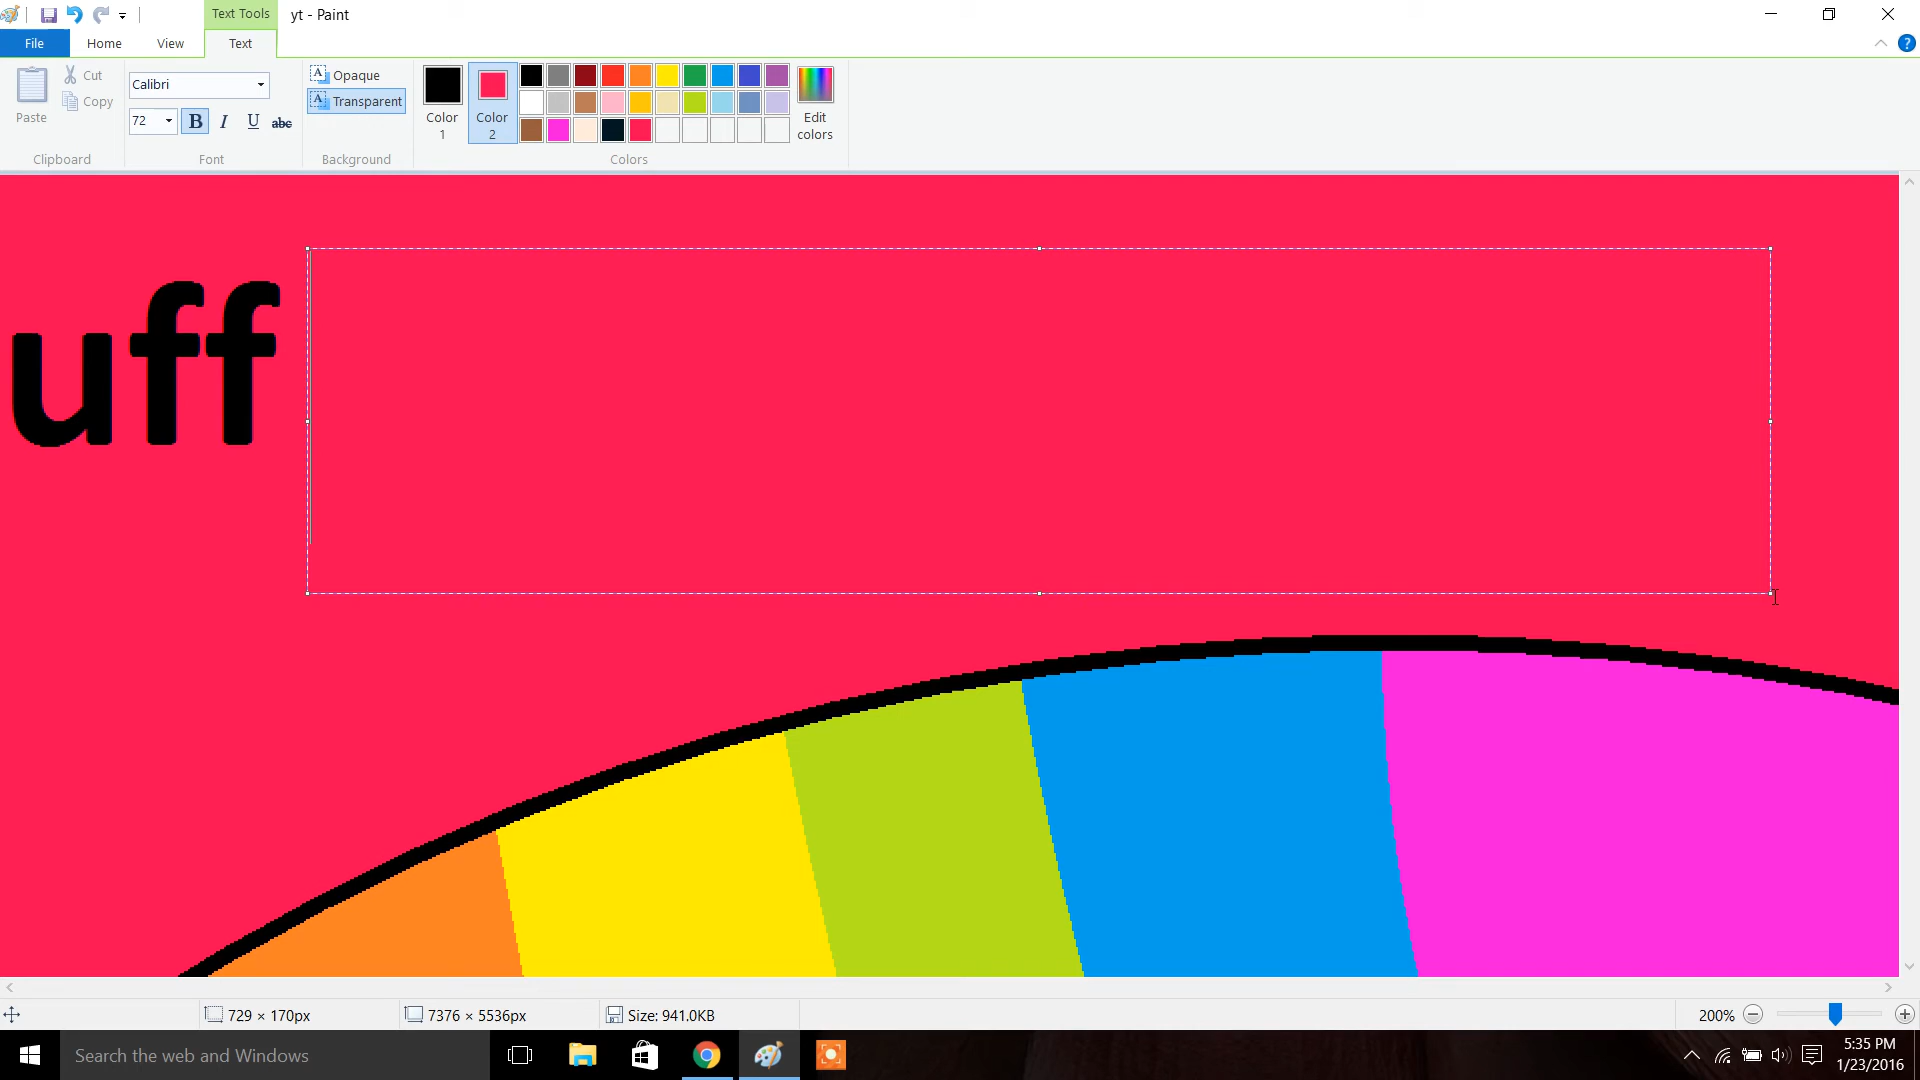 Text Tools
yt - Paint
File
Home
View
Text
Paste
Cut
Copy
Clipboard
Calibri
72
B I U abc
Font
Opaque
Transparent
Background
Color
1
Color
2
Edit
colors
Colors
uff
729 × 170px
7376 × 5536px
Size: 941.0KB
200%
Search the web and Windows
5:35 PM
1/23/2016